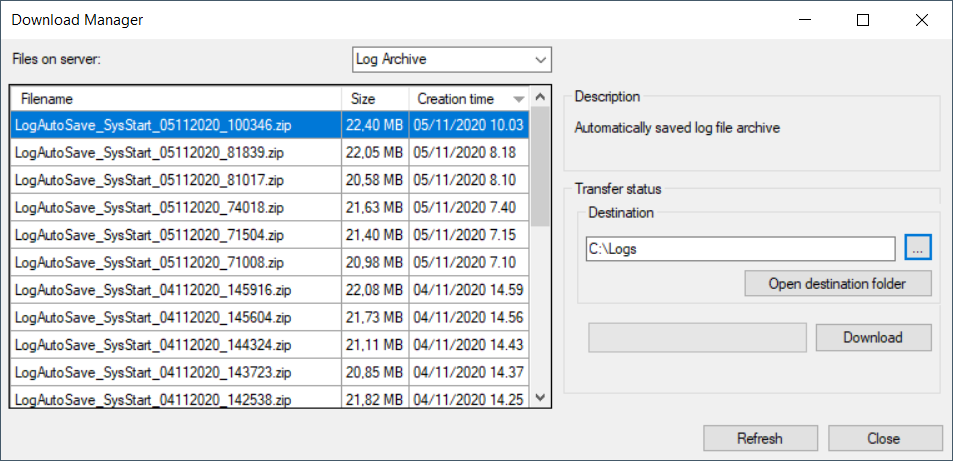 Download Manager
Files on server:
Log Archive
Filename Size Creation time
LogAutoSave_SysStart_05112020_100346.zip 22,40 MB 05/11/2020 10.03
LogAutoSave_SysStart_05112020_81839.zip 22,05 MB 05/11/2020 8.18
LogAutoSave_SysStart_05112020_81017.zip 20,58 MB 05/11/2020 8.10
LogAutoSave_SysStart_05112020_74018.zip 21,63 MB 05/11/2020 7.40
LogAutoSave_SysStart_05112020_71504.zip 21,40 MB 05/11/2020 7.15
LogAutoSave_SysStart_05112020_71008.zip 20,98 MB 05/11/2020 7.10
LogAutoSave_SysStart_04112020_145916.zip 22,08 MB 04/11/2020 14.59
LogAutoSave_SysStart_04112020_145604.zip 21,73 MB 04/11/2020 14.56
LogAutoSave_SysStart_04112020_144324.zip 21,11 MB 04/11/2020 14.43
LogAutoSave_SysStart_04112020_143723.zip 20,85 MB 04/11/2020 14.37
LogAutoSave_SysStart_04112020_142538.zip 21,82 MB 04/11/2020 14.25
Description
Automatically saved log file archive
Transfer status
Destination
C:\Logs
...
Open destination folder
Download
Refresh
Close